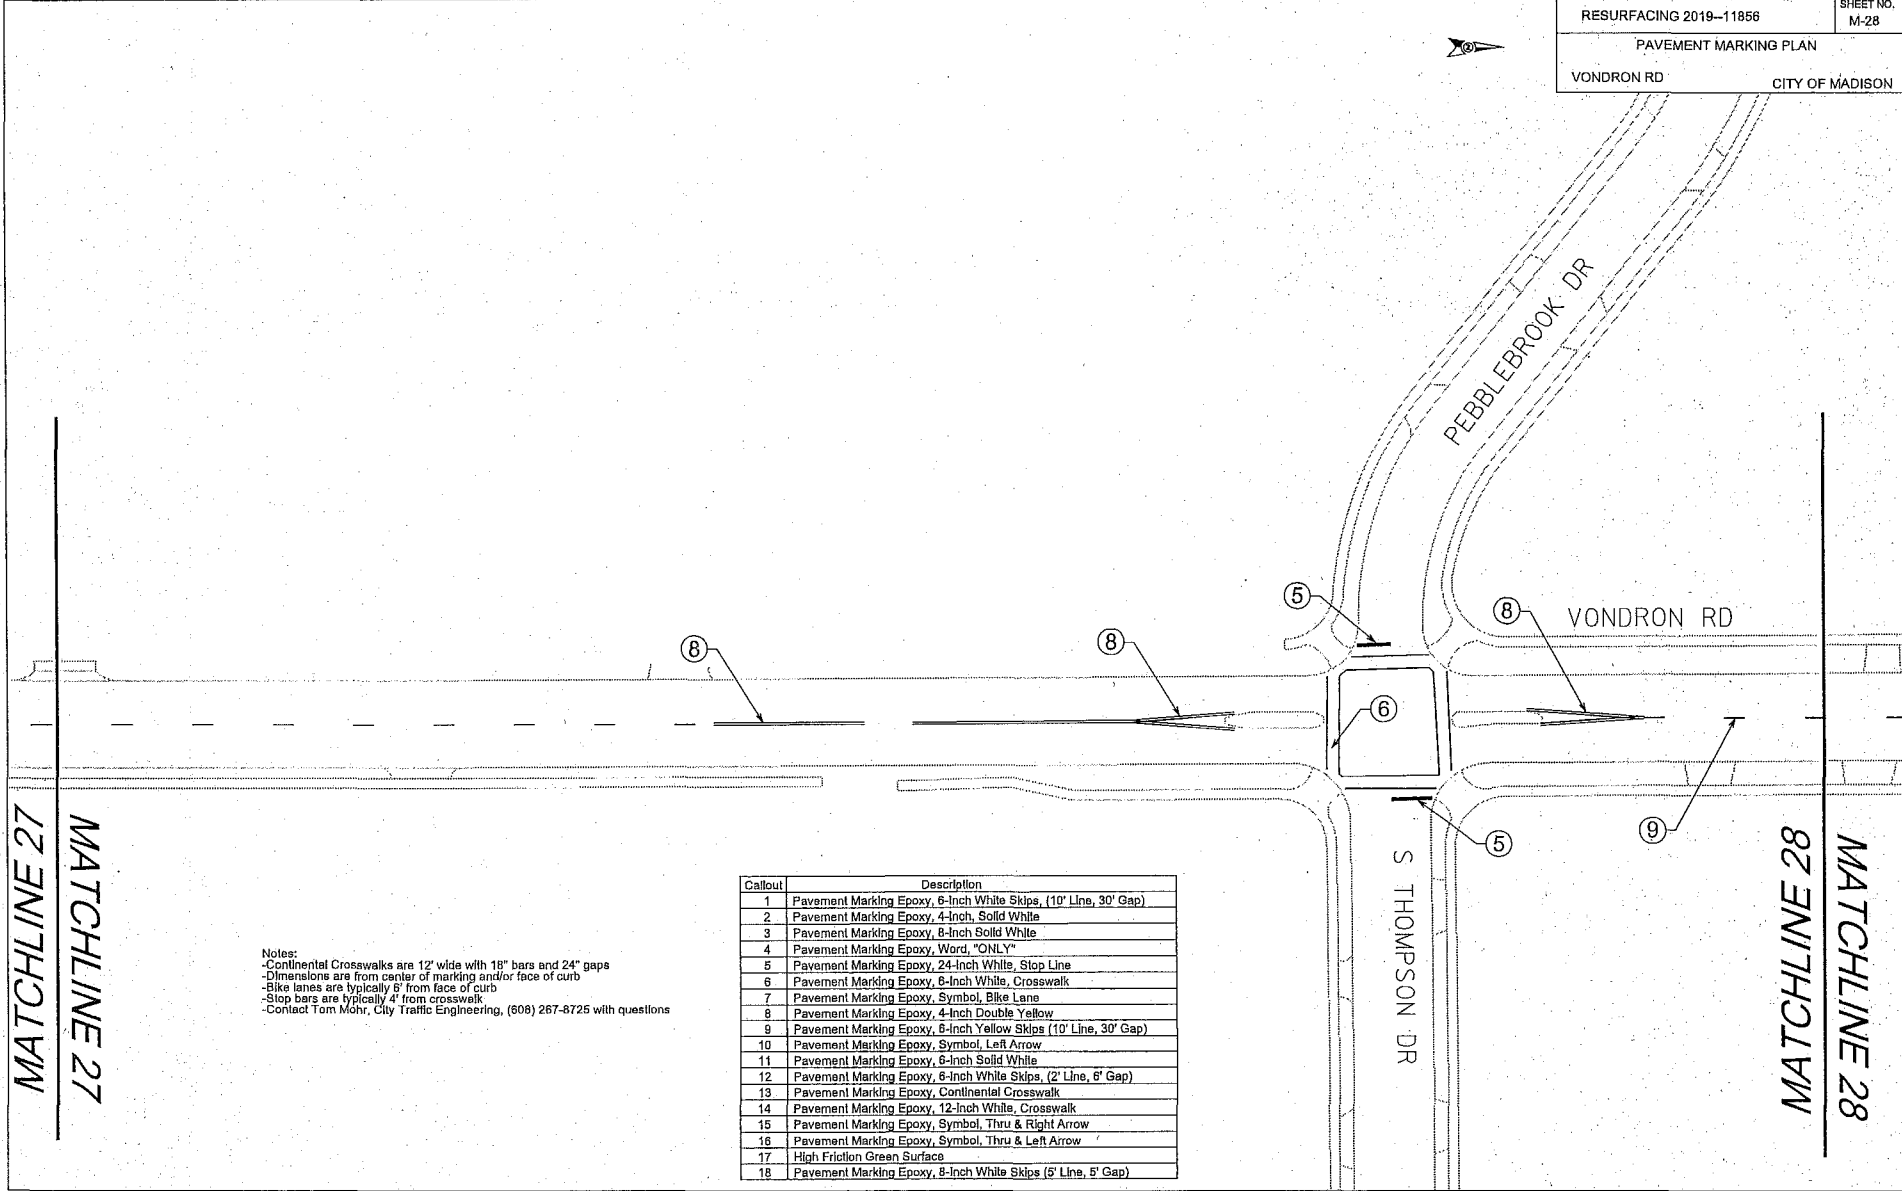 RESURFACING 2019--11856
SHEET NO.
M-28
PAVEMENT MARKING PLAN
VONDRON RD
CITY OF MADISON
2
PEBBLEBROOK DR
VONDRON RD
5
8
8
8
6
9
5
S THOMPSON DR
MATCHLINE 27
MATCHLINE 27
MATCHLINE 28
MATCHLINE 28
Notes:
-Continental Crosswalks are 12' wide with 18" bars and 24" gaps
-Dimensions are from center of marking and/or face of curb
-Bike lanes are typically 6' from face of curb
-Stop bars are typically 4' from crosswalk
-Contact Tom Mohr, City Traffic Engineering, (608) 267-8725 with questions
Callout Description
1 Pavement Marking Epoxy, 6-Inch White Skips, (10' Line, 30' Gap)
2 Pavement Marking Epoxy, 4-Inch, Solid White
3 Pavement Marking Epoxy, 8-Inch Solid White
4 Pavement Marking Epoxy, Word, "ONLY"
5 Pavement Marking Epoxy, 24-Inch White, Stop Line
6 Pavement Marking Epoxy, 6-Inch White, Crosswalk
7 Pavement Marking Epoxy, Symbol, Bike Lane
8 Pavement Marking Epoxy, 4-Inch Double Yellow
9 Pavement Marking Epoxy, 6-Inch Yellow Skips (10' Line, 30' Gap)
10 Pavement Marking Epoxy, Symbol, Left Arrow
11 Pavement Marking Epoxy, 6-Inch Solid White
12 Pavement Marking Epoxy, 6-Inch White Skips, (2' Line, 6' Gap)
13 Pavement Marking Epoxy, Continental Crosswalk
14 Pavement Marking Epoxy, 12-Inch White, Crosswalk
15 Pavement Marking Epoxy, Symbol, Thru & Right Arrow
16 Pavement Marking Epoxy, Symbol, Thru & Left Arrow
17 High Friction Green Surface
18 Pavement Marking Epoxy, 8-Inch White Skips (5' Line, 5' Gap)